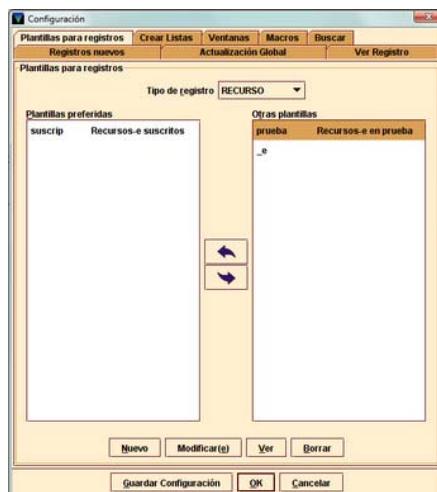 Configuración
Plantillas para registros Crear Listas Ventanas Macros Buscar
Registros nuevos Actualización Global Ver Registro
Plantillas para registros
Tipo de registro RECURSO
Plantillas preferidas Otras plantillas
suscrip Recursos-e suscritos prueba Recursos-e en prueba
_e
Nuevo Modificar(e) Ver Borrar
Guardar Configuración OK Cancelar